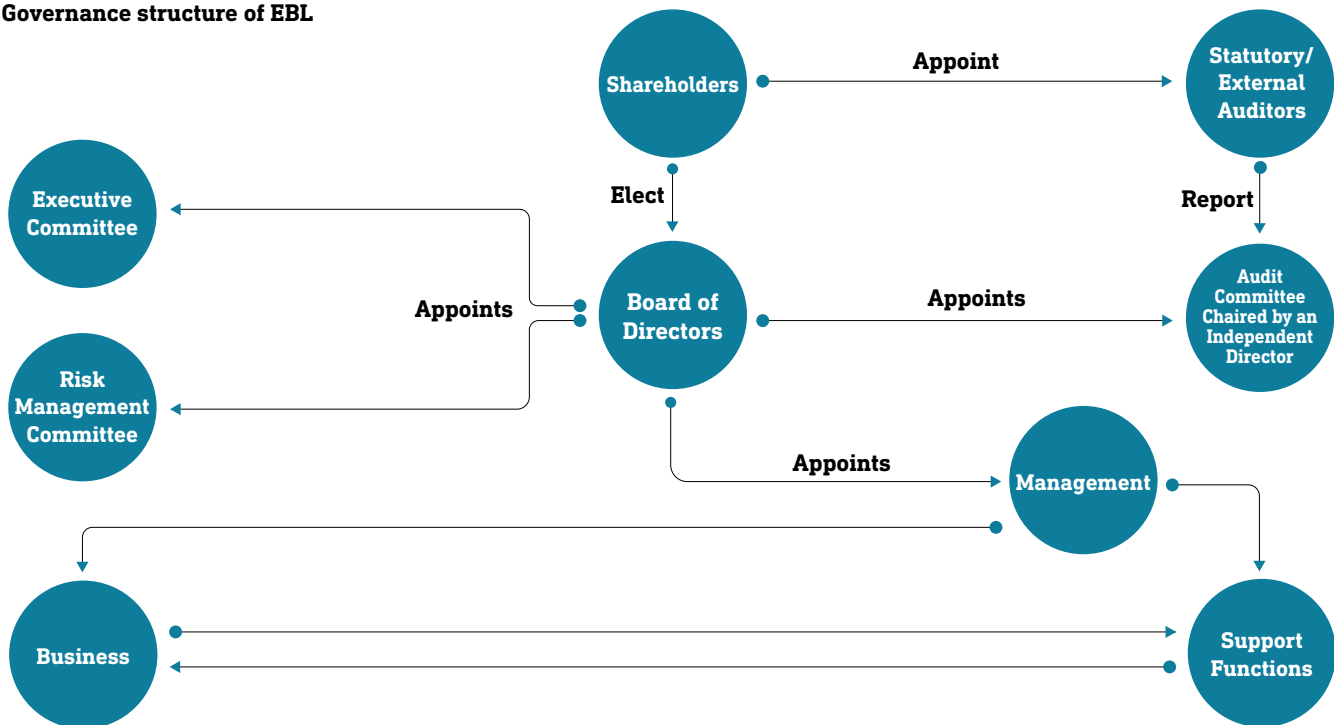 Governance structure of EBL
Shareholders
Appoint
Statutory/
External
Auditors
Executive
Committee
Elect
Report
Appoints
Board of
Directors
Appoints
Audit
Committee
Chaired by an
Independent
Director
Risk
Management
Committee
Appoints
Management
Business
Support
Functions